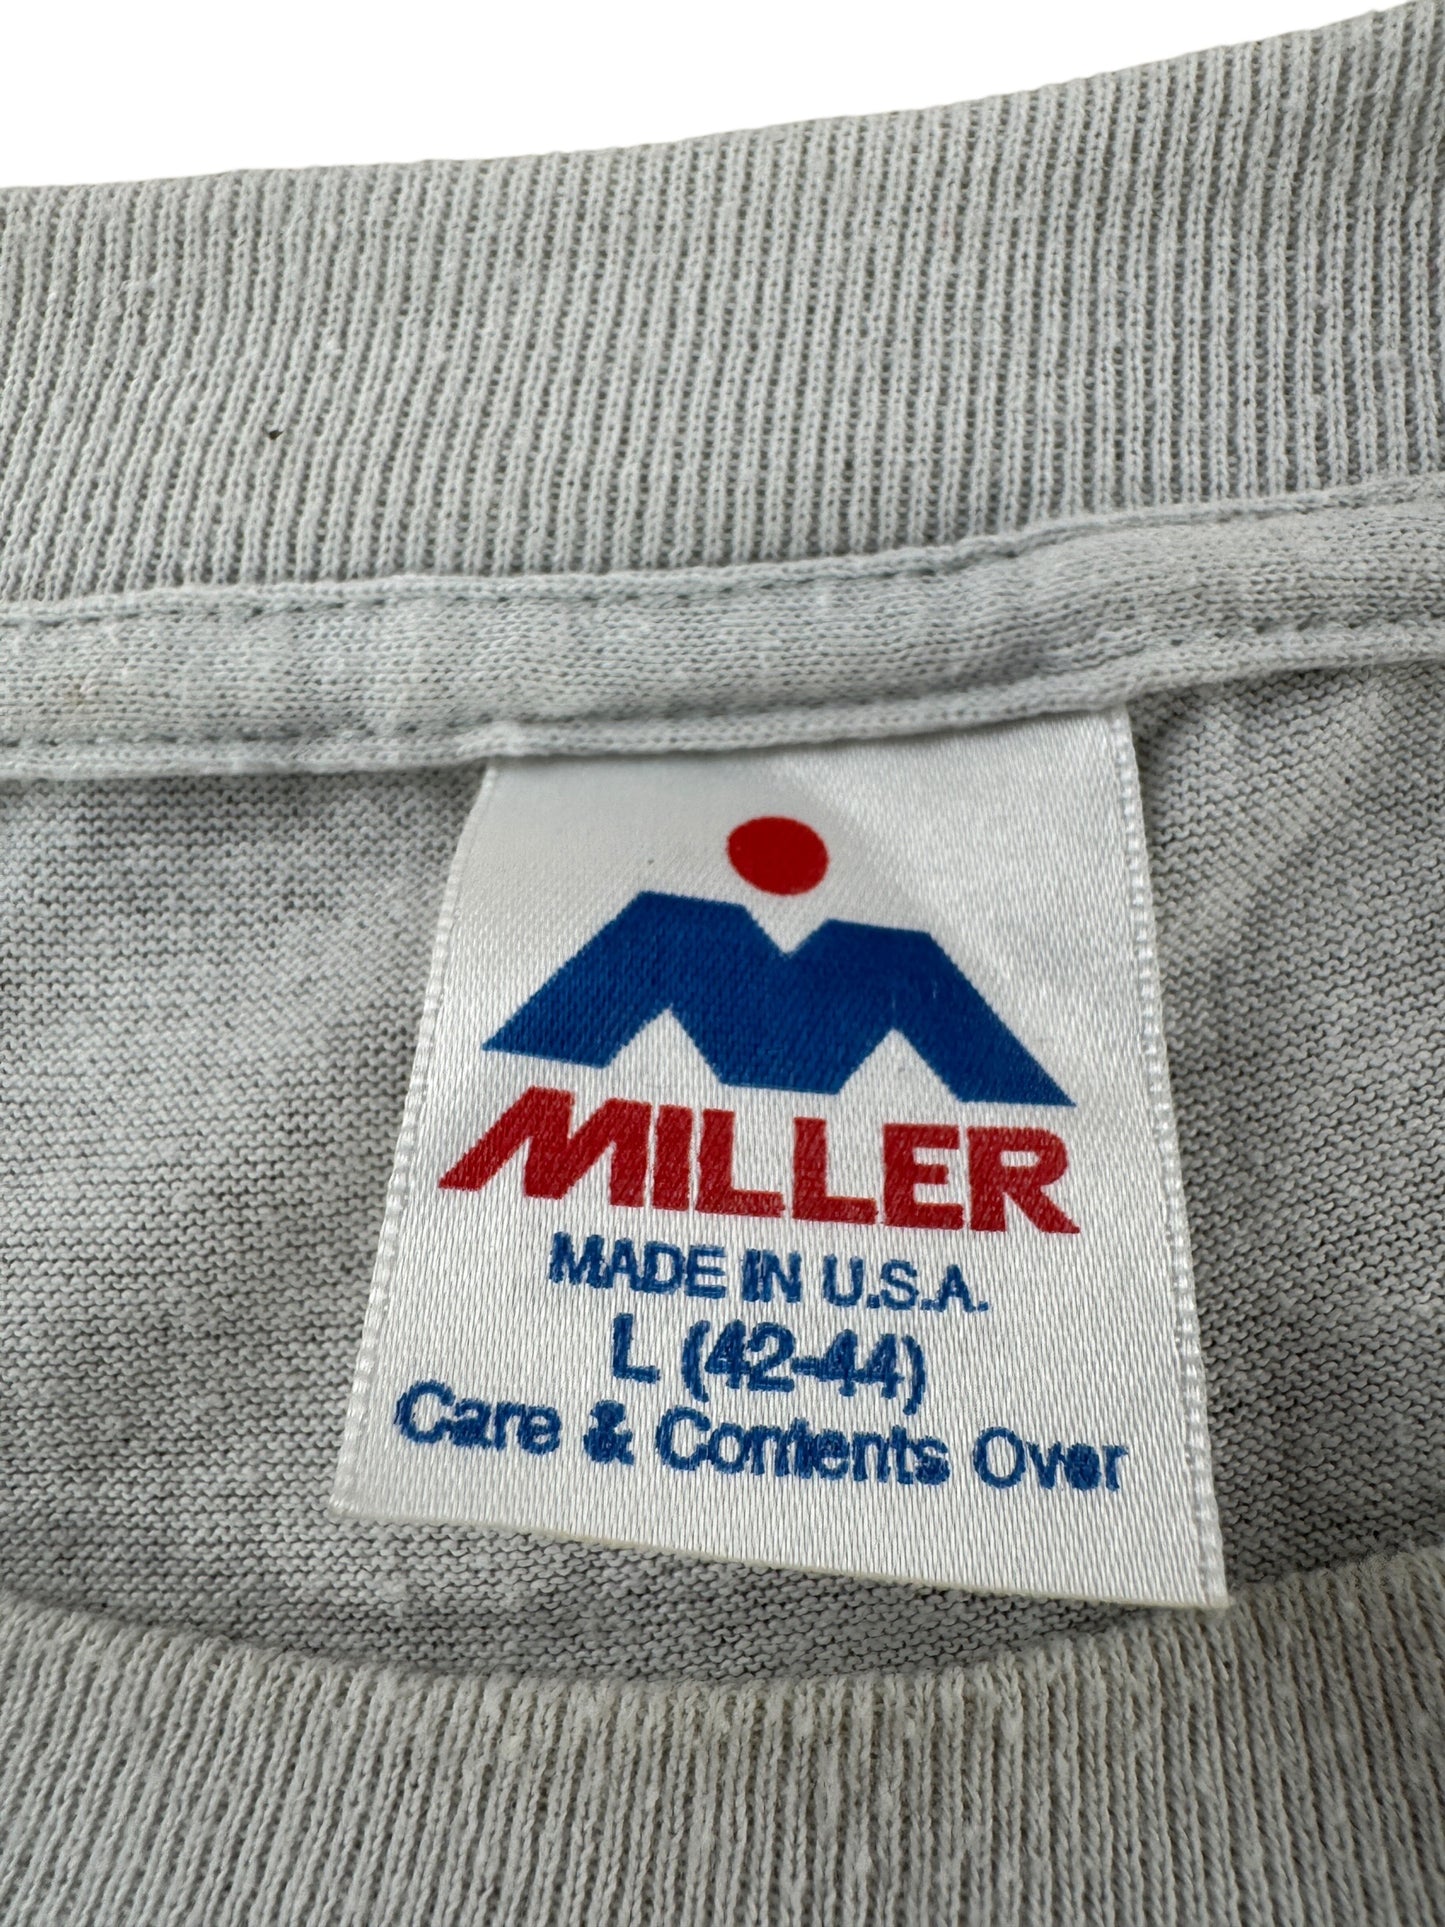 MILLER
MADE IN U.S.A.
L (42-44)
Care & Contents Over